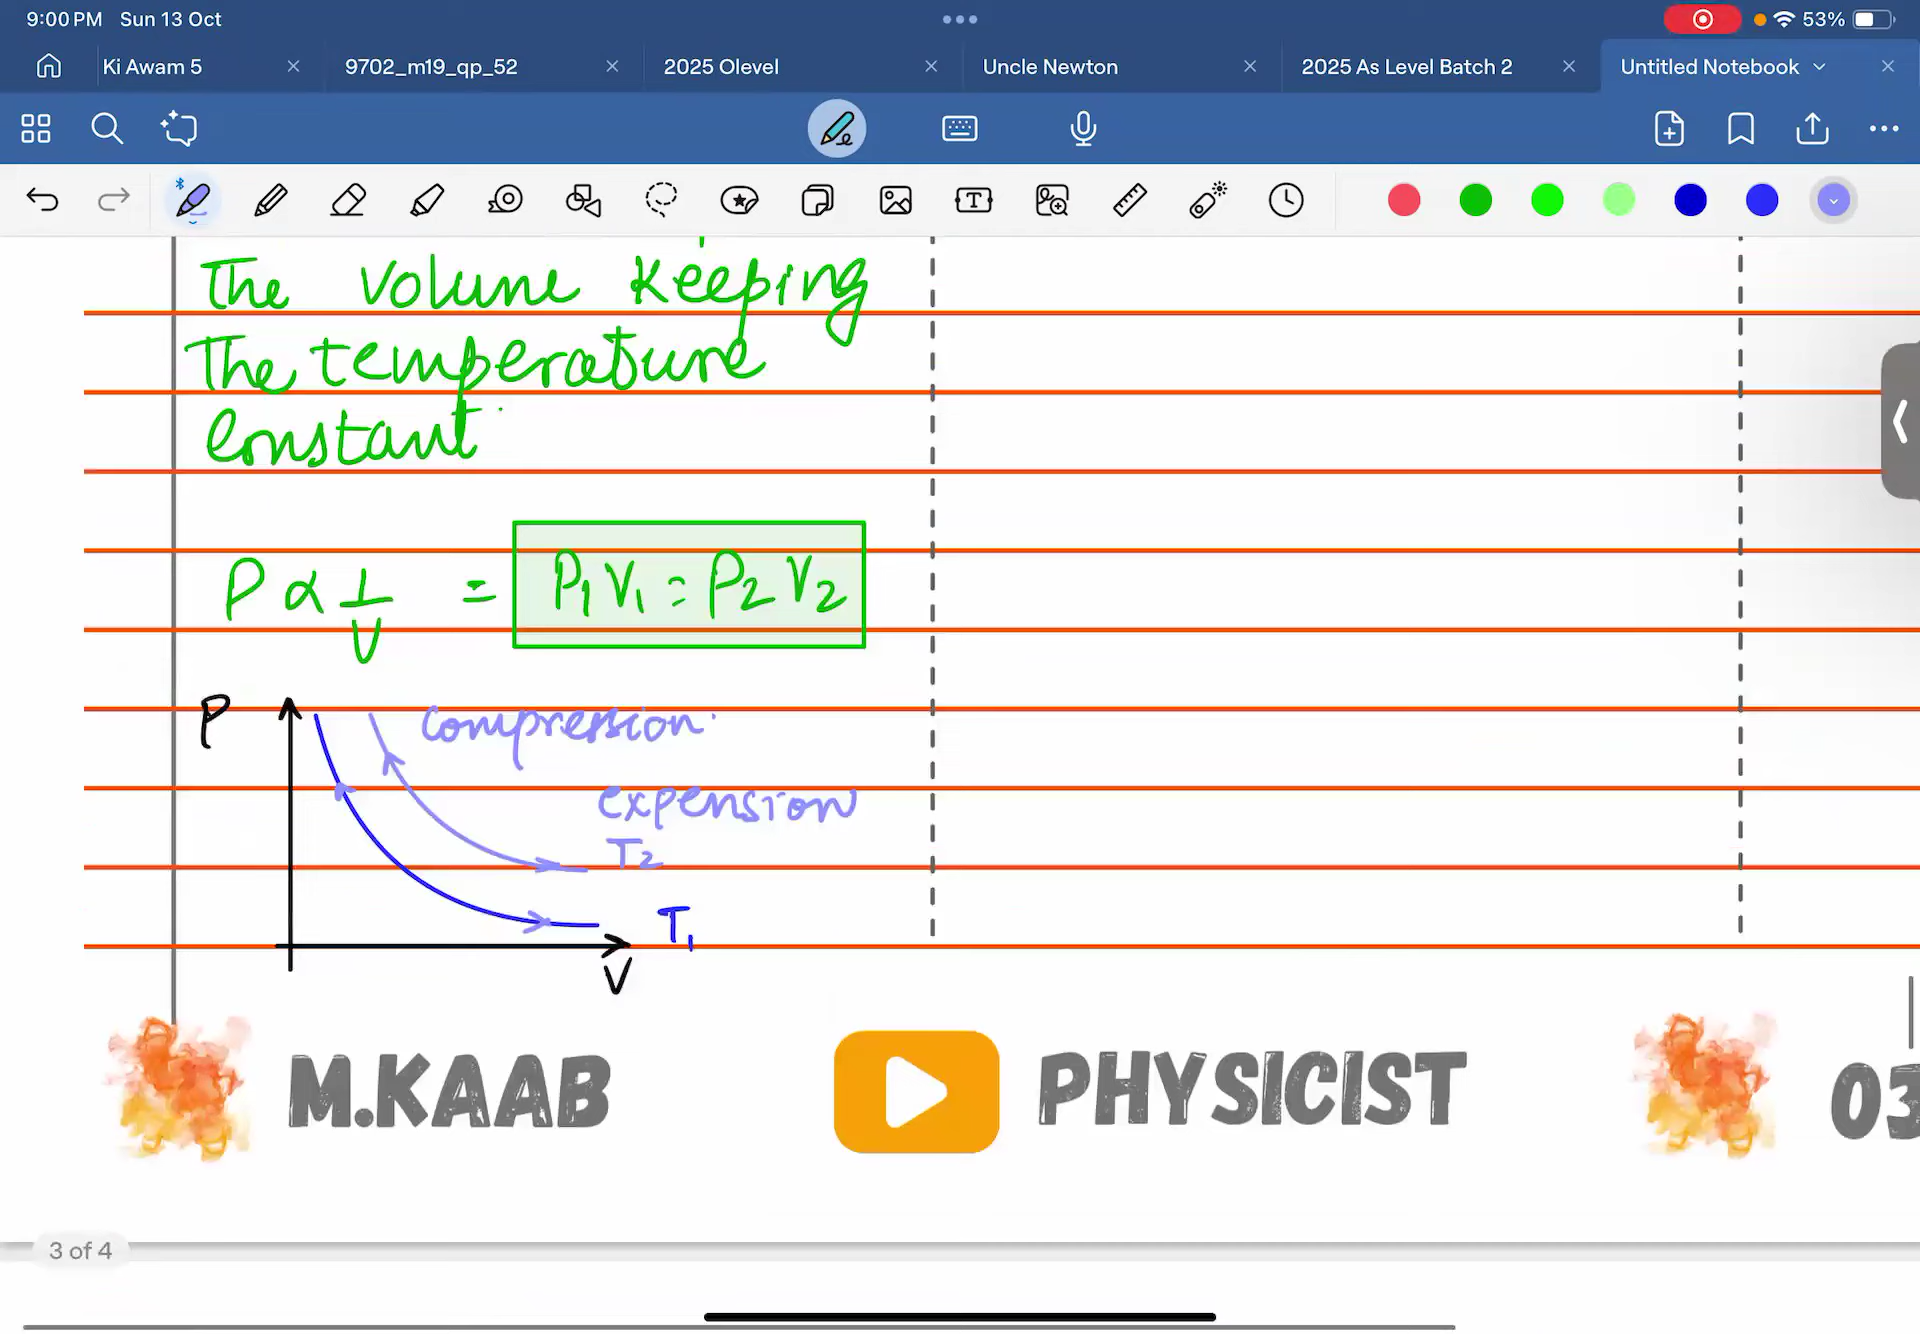 9:00 PM Sun 13 Oct
53%
Ki Awam 5
9702_m19_qp_52
2025 Olevel
Uncle Newton
2025 As Level Batch 2
Untitled Notebook
The volume keeping
The temperature
constant
P ∝ 1/V = P₁V₁ = P₂V₂
P
compression
expension
T₂
T₁
V
M.KAAB
PHYSICIST
03
3 of 4